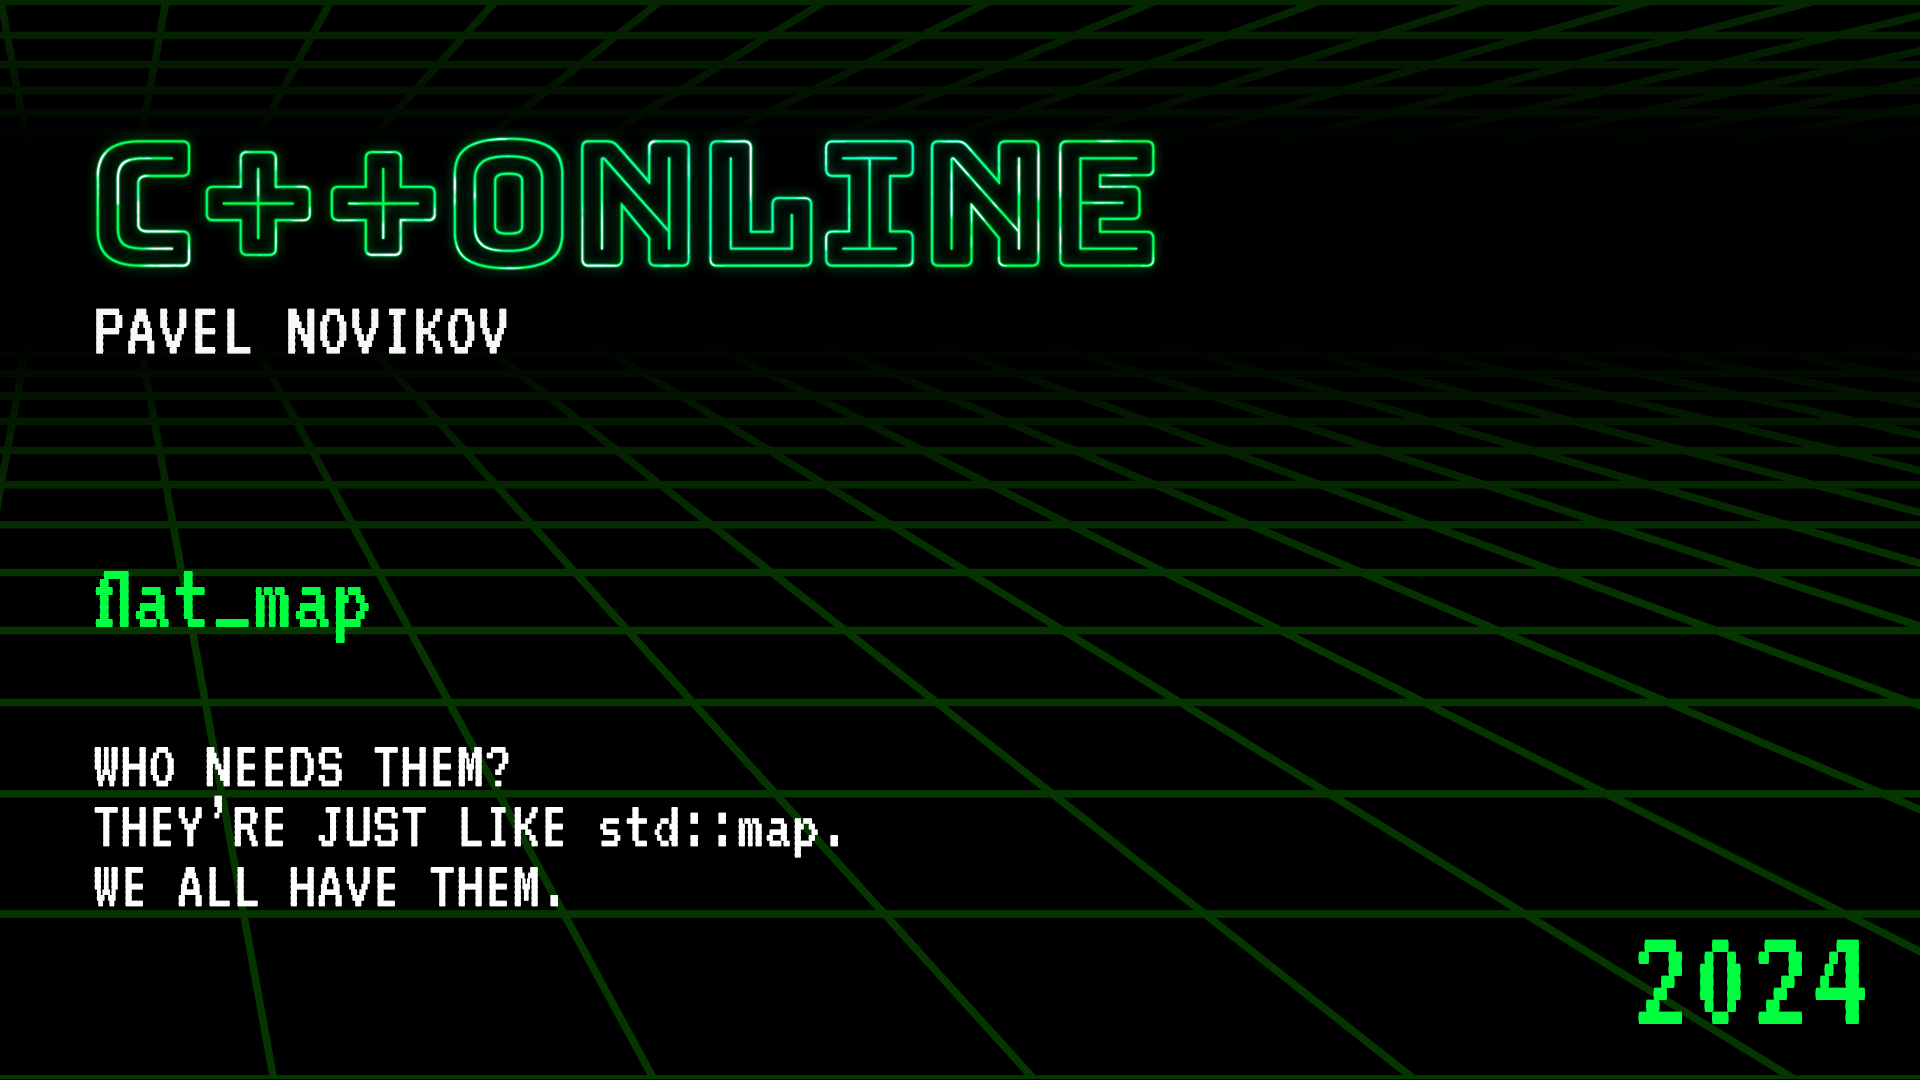 C++ONLINE
PAVEL NOVIKOV
flat_map
WHO NEEDS THEM?
THEY'RE JUST LIKE std::map.
WE ALL HAVE THEM.
2024